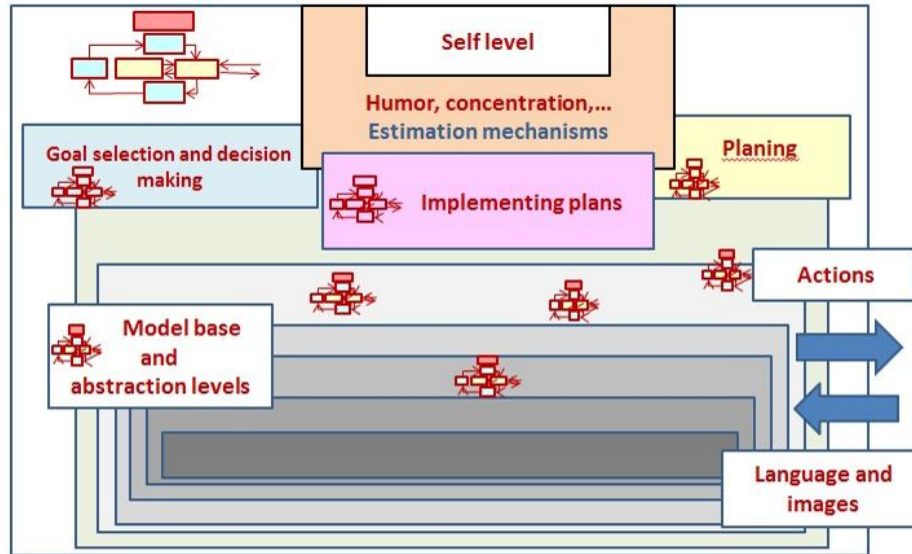 Self level
Humor, concentration,...
Estimation mechanisms
Goal selection and decision
making
Planing
Implementing plans
Actions
Model base
and
abstraction levels
Language and
images